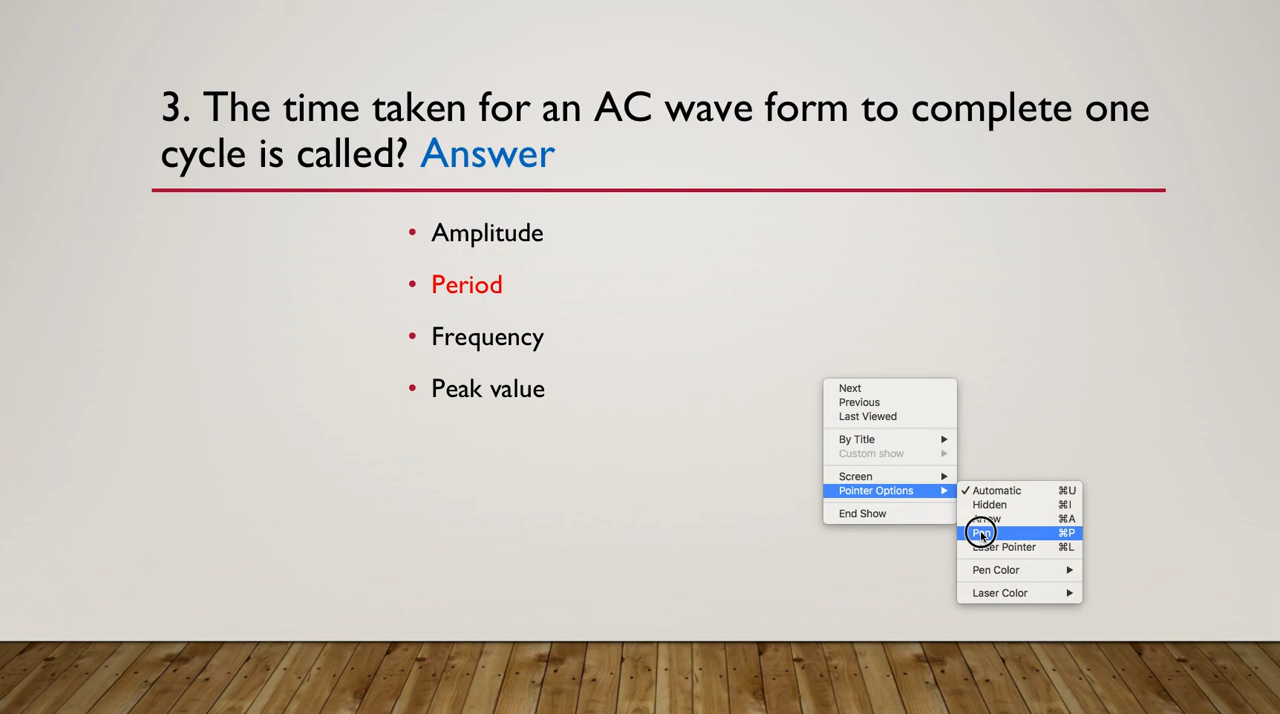 3. The time taken for an AC wave form to complete one
cycle is called? Answer
• Amplitude
• Period
• Frequency
• Peak value
Next
Previous
Last Viewed
By Title
Custom show
Screen
Pointer Options
End Show
✓ Automatic ⌘U
Hidden ⌘I
Arrow ⌘A
Pen ⌘P
Laser Pointer ⌘L
Pen Color
Laser Color